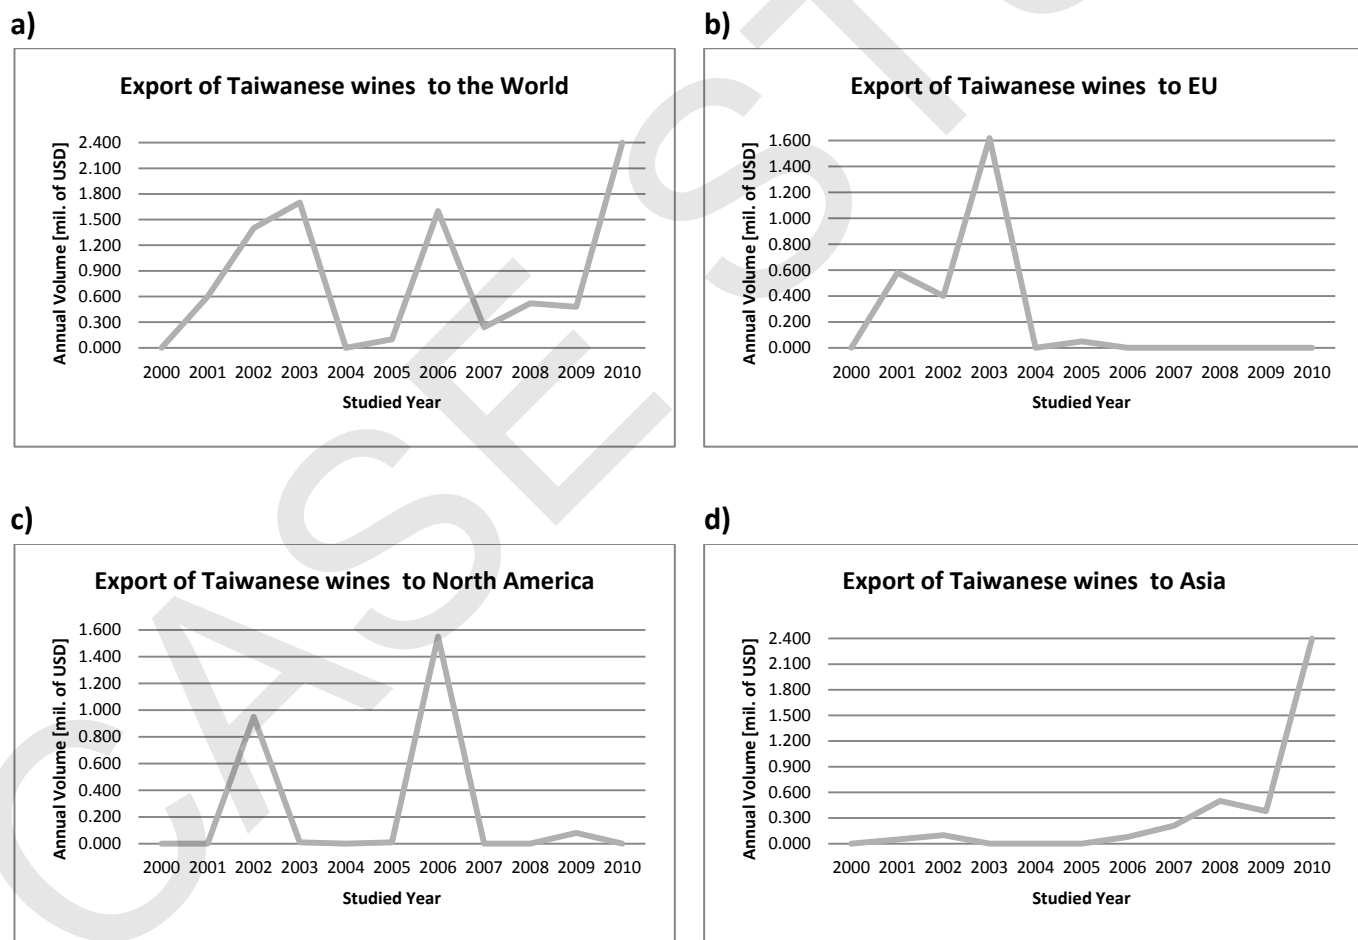 a)
Export of Taiwanese wines to the World
Annual Volume [mil. of USD]
2.400
2.100
1.800
1.500
1.200
0.900
0.600
0.300
0.000
2000 2001 2002 2003 2004 2005 2006 2007 2008 2009 2010
Studied Year
b)
Export of Taiwanese wines to EU
Annual Volume [mil. of USD]
1.600
1.400
1.200
1.000
0.800
0.600
0.400
0.200
0.000
2000 2001 2002 2003 2004 2005 2006 2007 2008 2009 2010
Studied Year
c)
Export of Taiwanese wines to North America
Annual Volume [mil. of USD]
1.600
1.400
1.200
1.000
0.800
0.600
0.400
0.200
0.000
2000 2001 2002 2003 2004 2005 2006 2007 2008 2009 2010
Studied Year
d)
Export of Taiwanese wines to Asia
Annual Volume [mil. of USD]
2.400
2.100
1.800
1.500
1.200
0.900
0.600
0.300
0.000
2000 2001 2002 2003 2004 2005 2006 2007 2008 2009 2010
Studied Year
CASE ST